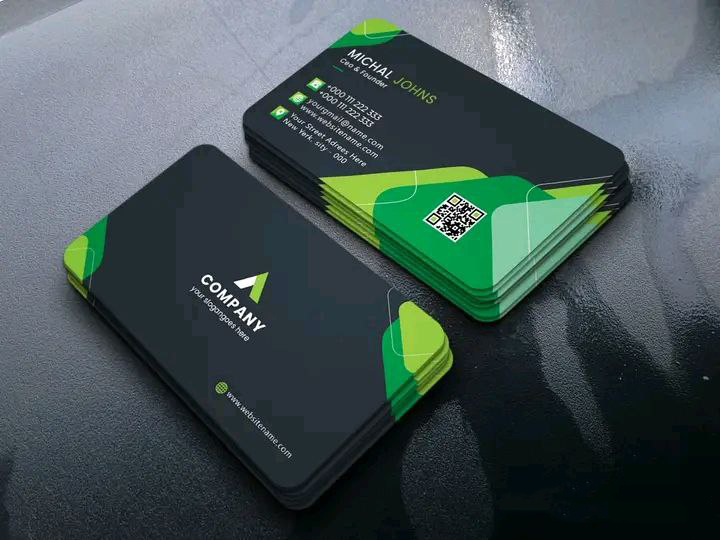 MICHAL JOHNS
Ceo & Founder
+000 111 222 333
+000 111 222 333
yourgmail@name.com
www.websitename.com
Your Street Adrees Here
New York, sity - 000
COMPANY
your slogangoes here
www.websitename.com